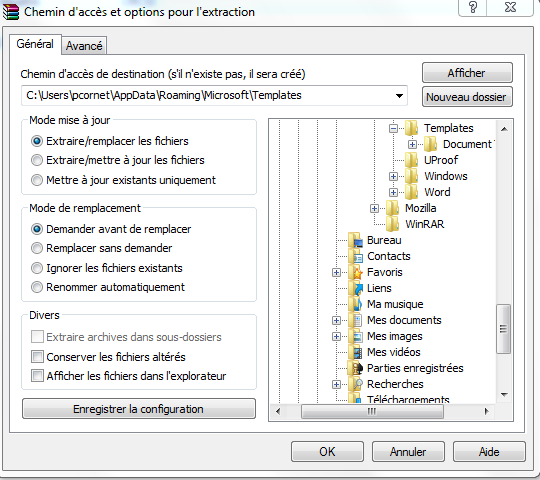 Chemin d'accès et options pour l'extraction
?
X
Général
Avancé
Chemin d'accès de destination (s'il n'existe pas, il sera créé)
Afficher
C:\Users\pcornet\AppData\Roaming\Microsoft\Templates
Nouveau dossier
Mode mise à jour
Extraire/remplacer les fichiers
Extraire/mettre à jour les fichiers
Mettre à jour existants uniquement
Mode de remplacement
Demander avant de remplacer
Remplacer sans demander
Ignorer les fichiers existants
Renommer automatiquement
Divers
Extraire archives dans sous-dossiers
Conserver les fichiers altérés
Afficher les fichiers dans l'explorateur
Enregistrer la configuration
Templates
Document
UProof
Windows
Word
Mozilla
WinRAR
Bureau
Contacts
Favoris
Liens
Ma musique
Mes documents
Mes images
Mes vidéos
Parties enregistrées
Recherches
Téléchargements
OK
Annuler
Aide